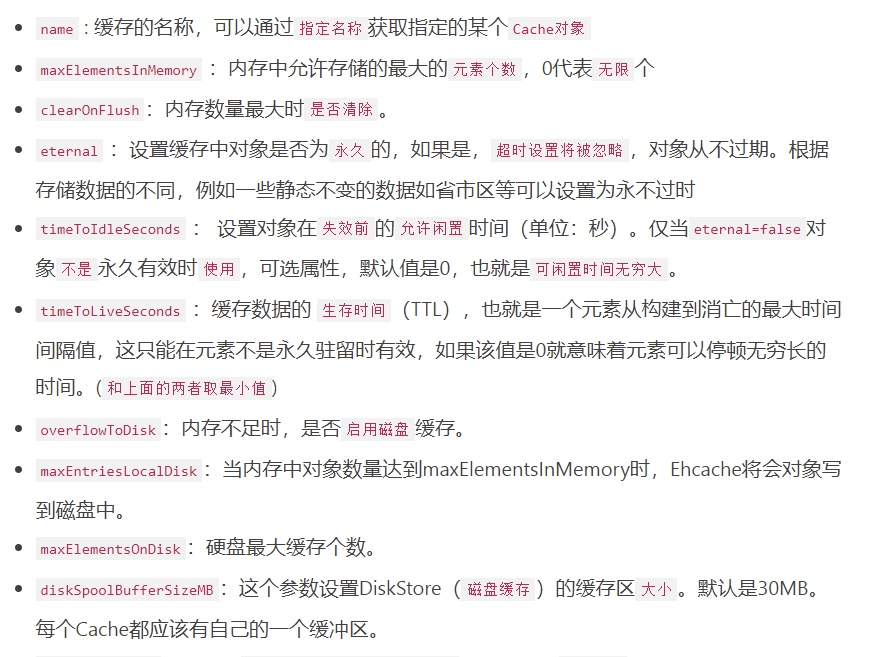 name : 缓存的名称，可以通过 指定名称 获取指定的某个 Cache对象
maxElementsInMemory ：内存中允许存储的最大的 元素个数 ，0代表 无限 个
clearOnFlush：内存数量最大时 是否清除 。
eternal ：设置缓存中对象是否为 永久 的，如果是， 超时设置将被忽略 ，对象从不过期。根据
存储数据的不同，例如一些静态不变的数据如省市区等可以设置为永不过时
timeToIdleSeconds ： 设置对象在 失效前 的 允许闲置 时间（单位：秒）。仅当 eternal=false 对
象 不是 永久有效时 使用 ，可选属性，默认值是0，也就是 可闲置时间无穷大 。
timeToLiveSeconds ：缓存数据的 生存时间 （TTL），也就是一个元素从构建到消亡的最大时间
间隔值，这只能在元素不是永久驻留时有效，如果该值是0就意味着元素可以停顿无穷长的
时间。( 和上面的两者取最小值 )
overflowToDisk：内存不足时，是否 启用磁盘 缓存。
maxEntriesLocalDisk：当内存中对象数量达到maxElementsInMemory时，Ehcache将会对象写
到磁盘中。
maxElementsOnDisk：硬盘最大缓存个数。
diskSpoolBufferSizeMB：这个参数设置DiskStore（ 磁盘缓存 ）的缓存区 大小 。默认是30MB。
每个Cache都应该有自己的一个缓冲区。